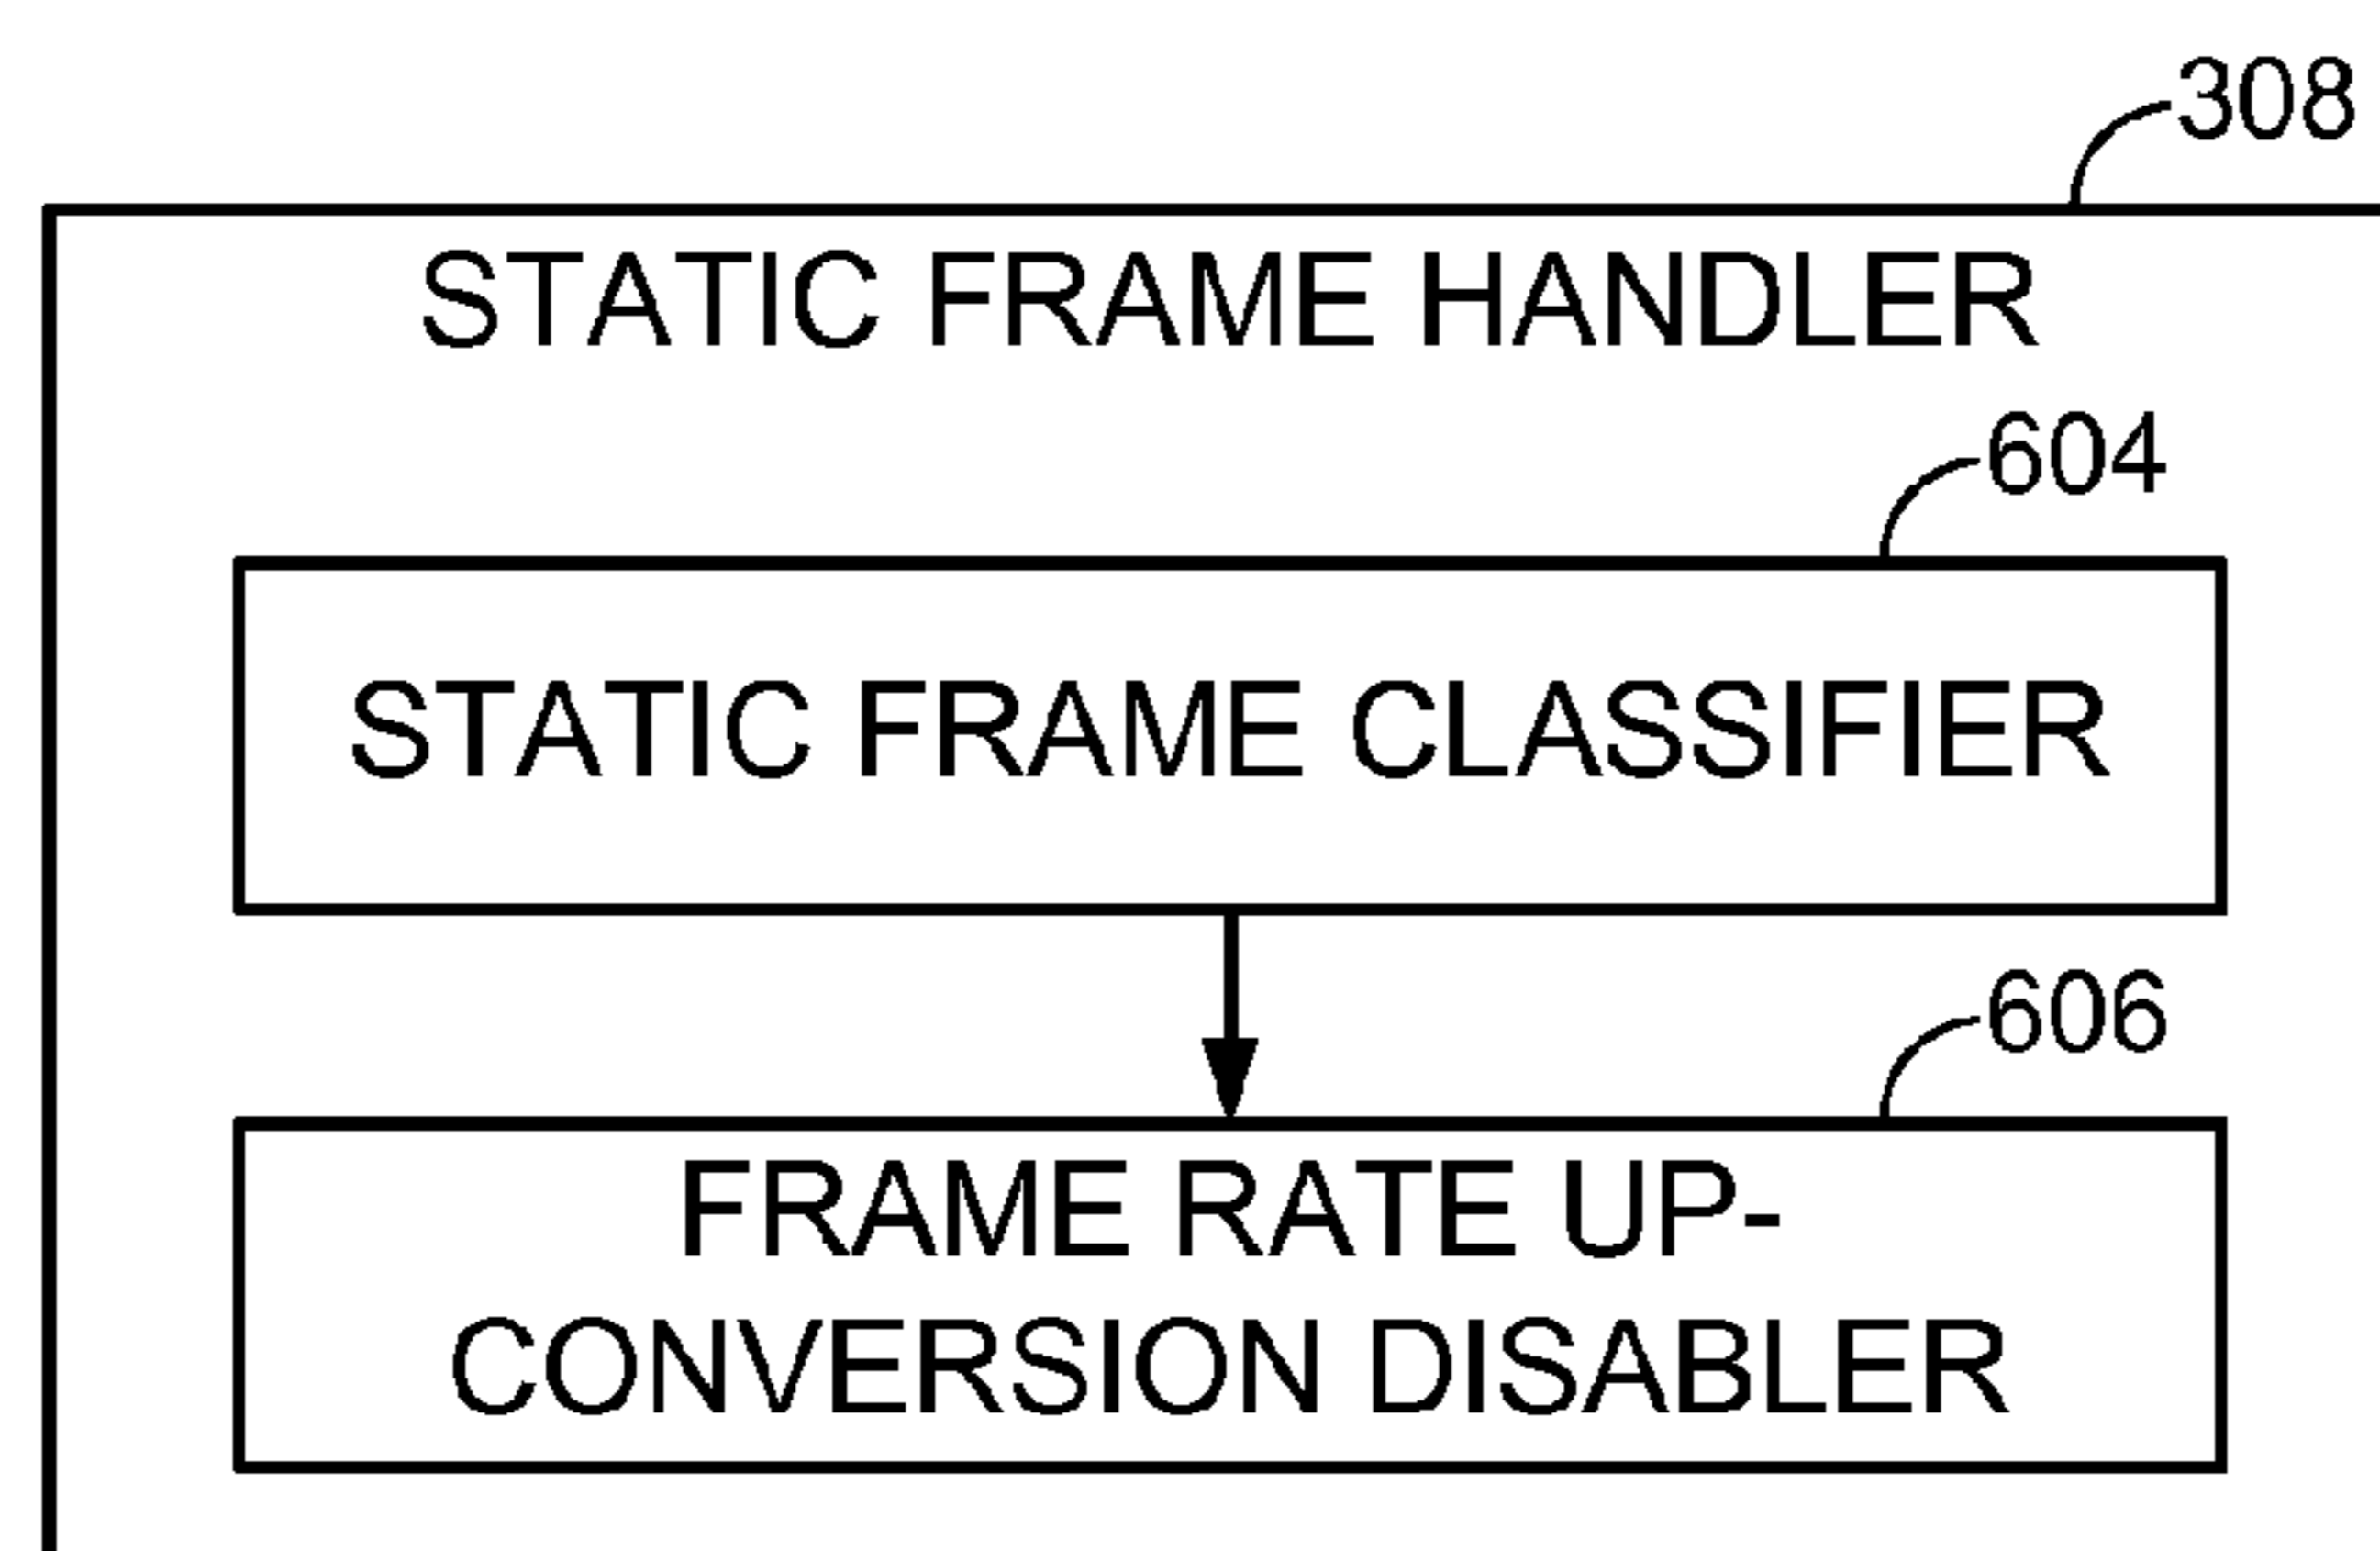 308
STATIC FRAME HANDLER
604
STATIC FRAME CLASSIFIER
606
FRAME RATE UP-
CONVERSION DISABLER